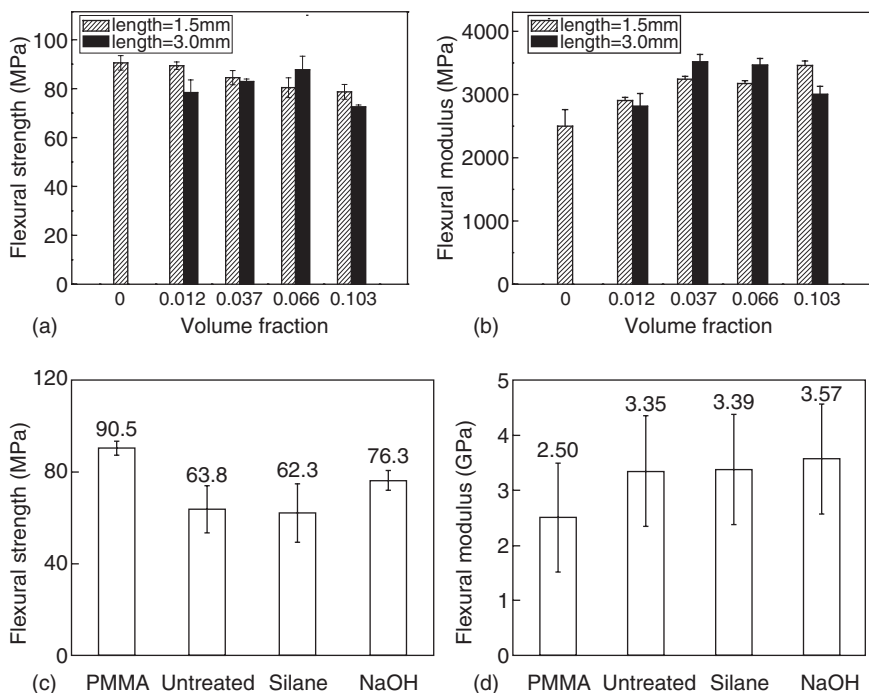 length=1.5mm
length=3.0mm
Flexural strength (MPa)
100
80
60
40
20
0
0 0.012 0.037 0.066 0.103
(a) Volume fraction
length=1.5mm
length=3.0mm
Flexural modulus (MPa)
4000
3000
2000
1000
0
0 0.012 0.037 0.066 0.103
(b) Volume fraction
Flexural strength (MPa)
120
80
40
0
90.5
63.8
62.3
76.3
(c) PMMA Untreated Silane NaOH
Flexural modulus (GPa)
5
4
3
2
1
0
2.50
3.35
3.39
3.57
(d) PMMA Untreated Silane NaOH